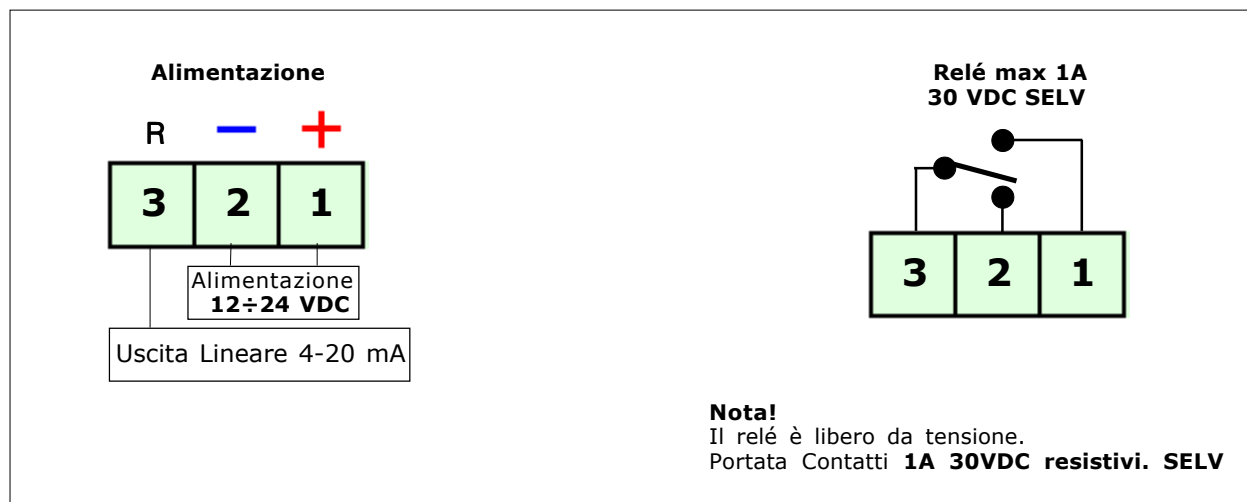 Alimentazione
R − +
3 2 1
Alimentazione
12÷24 VDC
Uscita Lineare 4-20 mA
Relé max 1A
30 VDC SELV
3 2 1
Nota!
Il relé è libero da tensione.
Portata Contatti 1A 30VDC resistivi. SELV